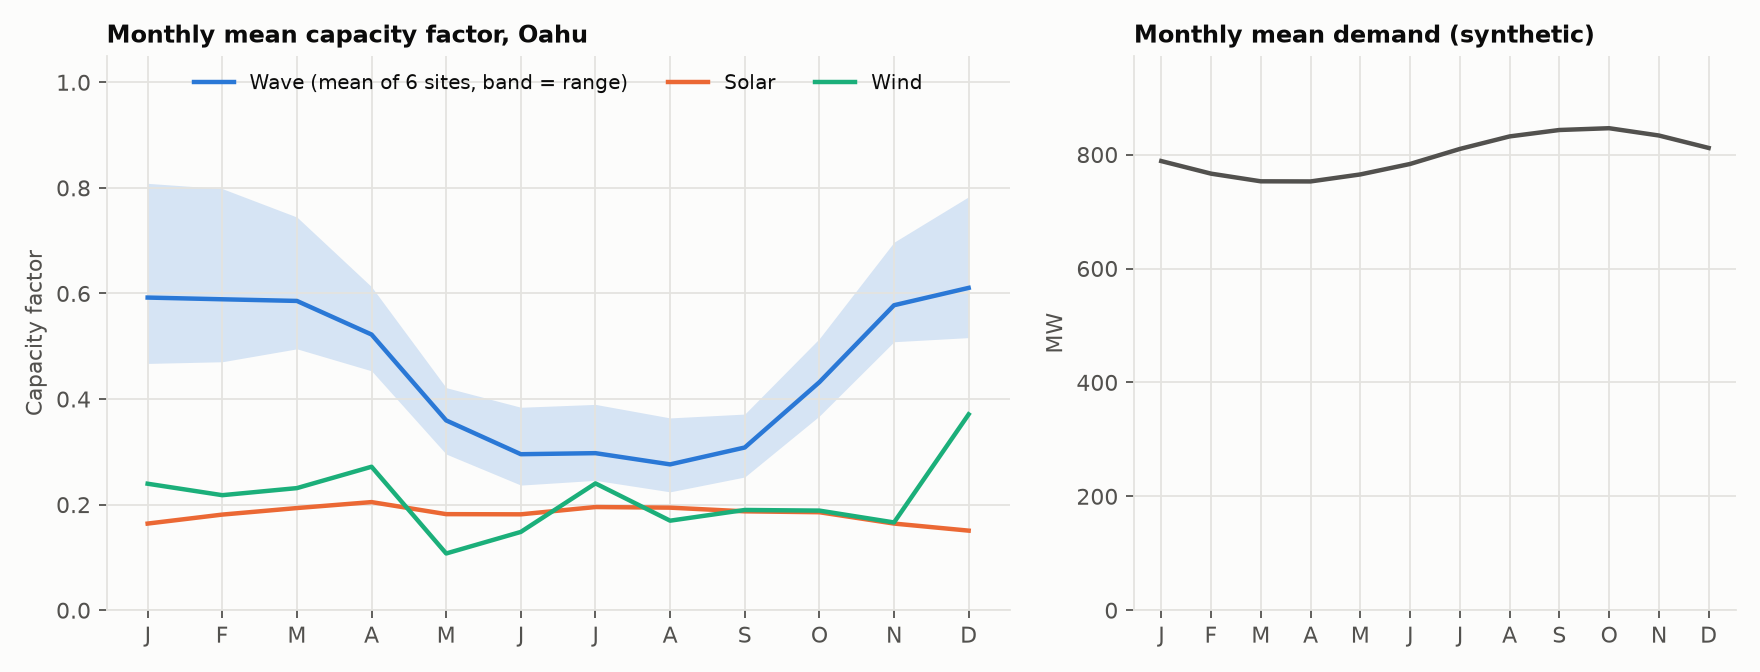 Monthly mean capacity factor, Oahu
Wave (mean of 6 sites, band = range)
Solar
Wind
Capacity factor
1.0
0.8
0.6
0.4
0.2
0.0
J F M A M J J A S O N D
Monthly mean demand (synthetic)
MW
800
600
400
200
0
J F M A M J J A S O N D